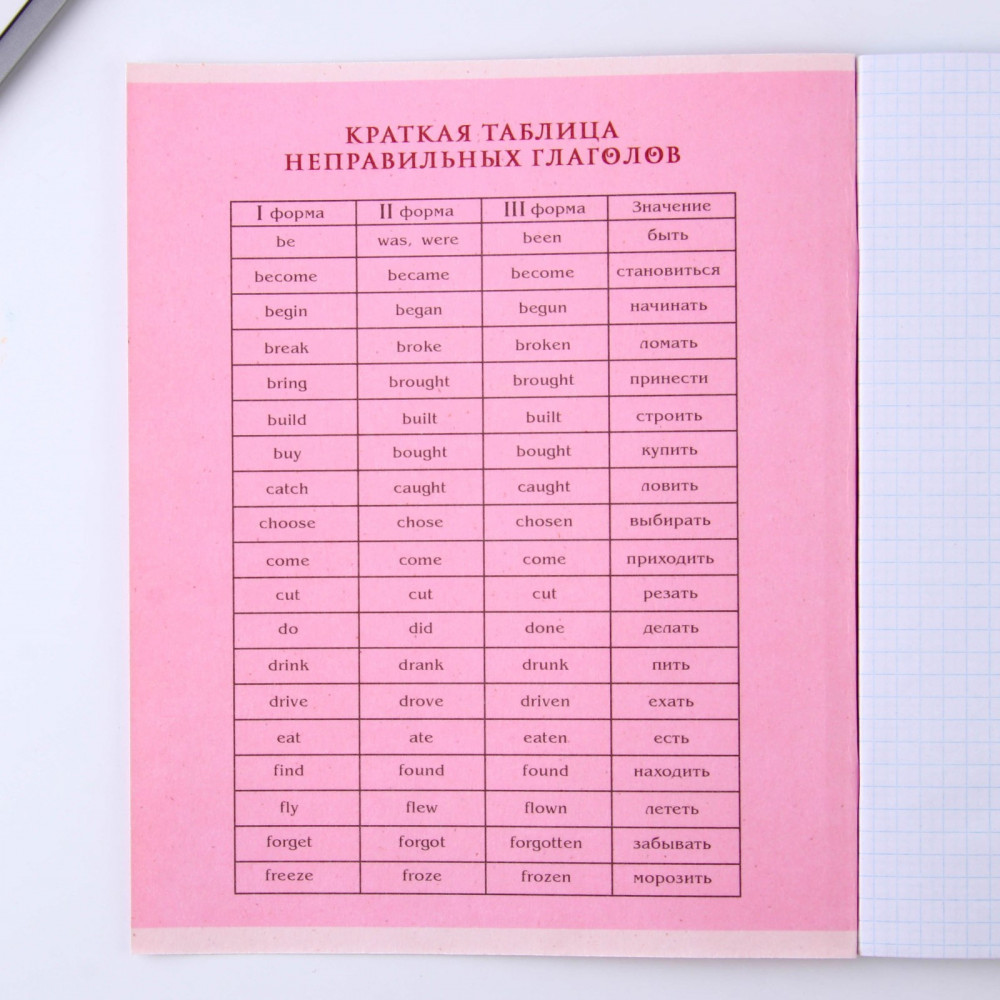 КРАТКАЯ ТАБЛИЦА
НЕПРАВИЛЬНЫХ ГЛАГОЛОВ
I форма II форма III форма Значение
be was, were been быть
become became become становиться
begin began begun начинать
break broke broken ломать
bring brought brought принести
build built built строить
buy bought bought купить
catch caught caught ловить
choose chose chosen выбирать
come come come приходить
cut cut cut резать
do did done делать
drink drank drunk пить
drive drove driven ехать
eat ate eaten есть
find found found находить
fly flew flown лететь
forget forgot forgotten забывать
freeze froze frozen морозить